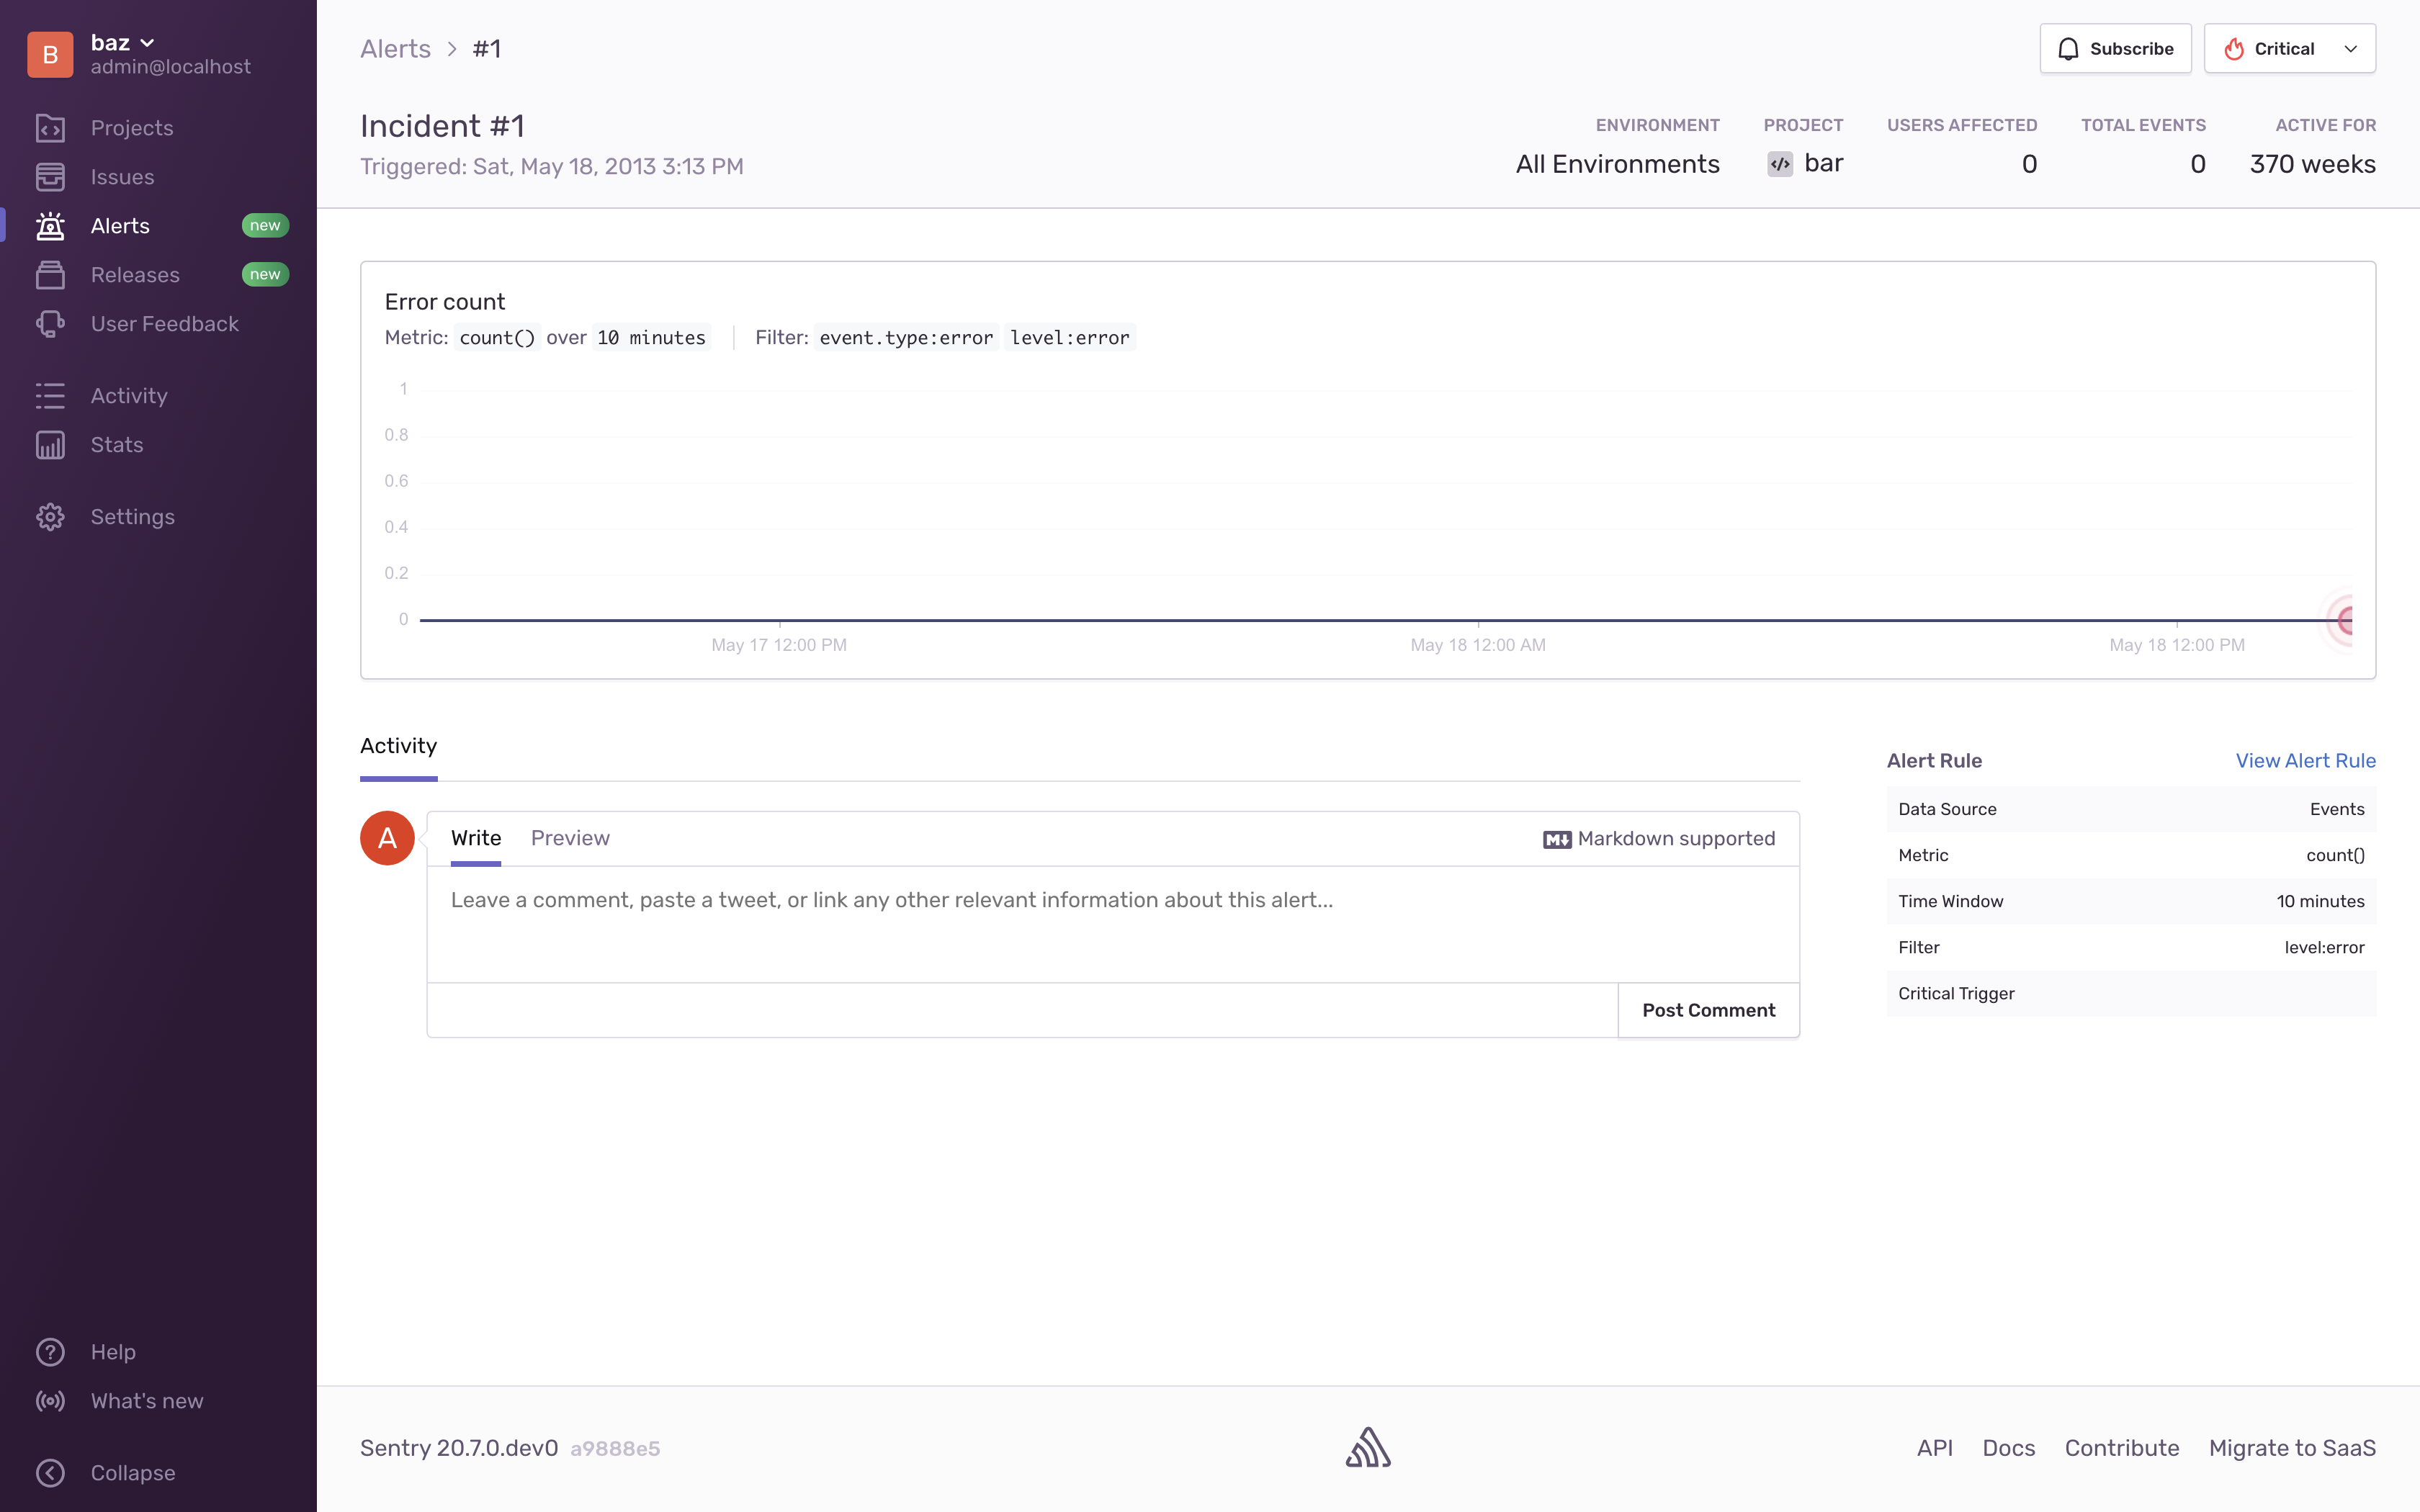 B
baz
admin@localhost
Projects
Issues
Alerts new
Releases new
User Feedback
Activity
Stats
Settings
Help
What's new
Collapse
Alerts > #1
Subscribe
Critical
Incident #1
Triggered: Sat, May 18, 2013 3:13 PM
ENVIRONMENT
All Environments
PROJECT
bar
USERS AFFECTED
0
TOTAL EVENTS
0
ACTIVE FOR
370 weeks
Error count
Metric: count() over 10 minutes Filter: event.type:error level:error
1
0.8
0.6
0.4
0.2
0
May 17 12:00 PM
May 18 12:00 AM
May 18 12:00 PM
Activity
A
Write Preview Markdown supported
Leave a comment, paste a tweet, or link any other relevant information about this alert...
Post Comment
Alert Rule View Alert Rule
Data Source Events
Metric count()
Time Window 10 minutes
Filter level:error
Critical Trigger
Sentry 20.7.0.dev0 a9888e5
API Docs Contribute Migrate to SaaS